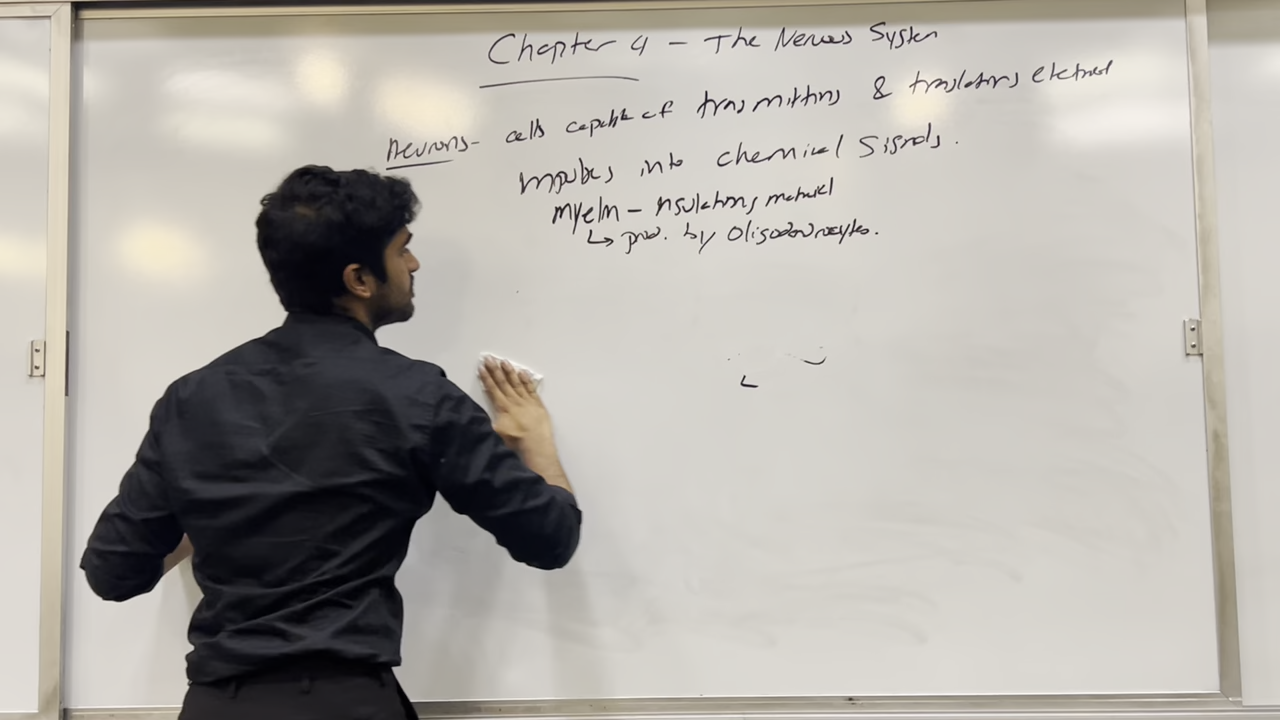 Chapter 4 - The Nervous System
Neurons - cells capable of transmitting & translating electrical
impulses into chemical signals.
myelin - insulating material
↳ prod. by Oligodendrocytes.